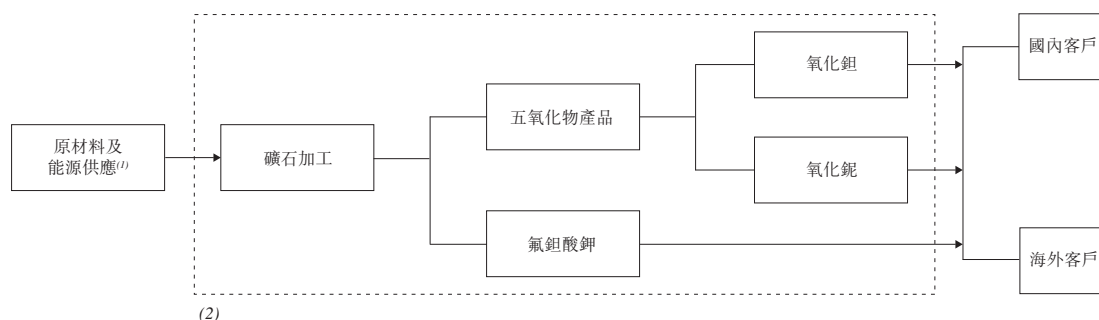 原材料及
能源供應(1)
礦石加工
五氧化物產品
氟鉭酸鉀
氧化鉭
氧化鈮
國內客戶
海外客戶
(2)